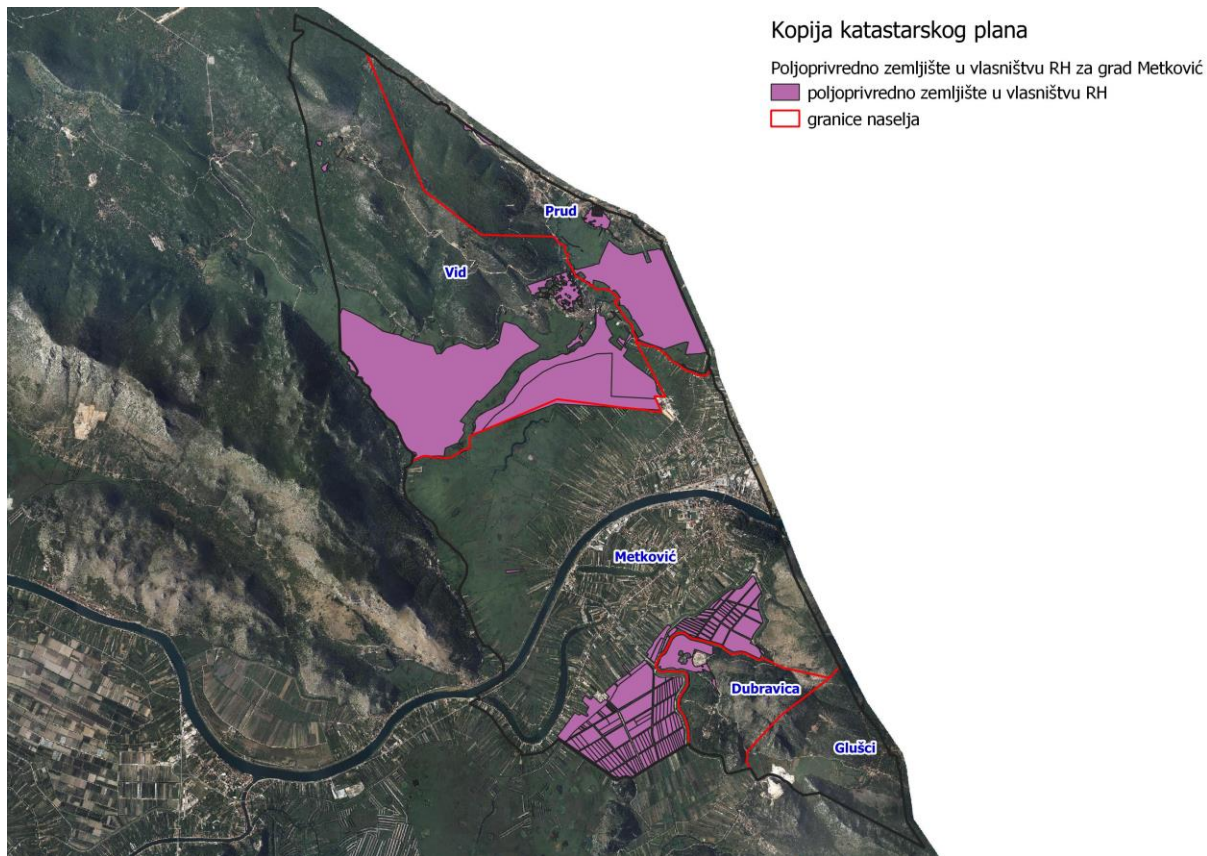 Kopija katastarskog plana
Poljoprivredno zemljište u vlasništvu RH za grad Metković
poljoprivredno zemljište u vlasništvu RH
granice naselja
Prud
Vid
Metković
Dubravica
Glušci